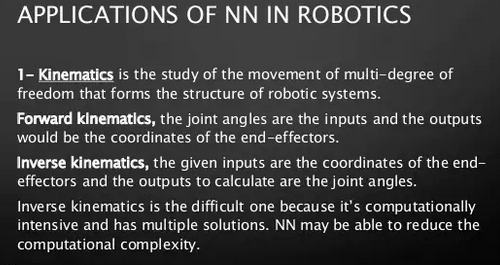 APPLICATIONS OF NN IN ROBOTICS
1- Kinematics is the study of the movement of multi-degree of
freedom that forms the structure of robotic systems.
Forward kinematics, the joint angles are the inputs and the outputs
would be the coordinates of the end-effectors.
Inverse kinematics, the given inputs are the coordinates of the end-
effectors and the outputs to calculate are the joint angles.
Inverse kinematics is the difficult one because it's computationally
intensive and has multiple solutions. NN may be able to reduce the
computational complexity.